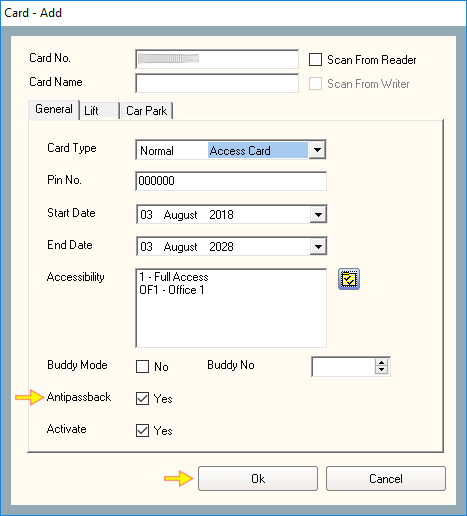 Card - Add
Card No.
Scan From Reader
Card Name
Scan From Writer
General Lift Car Park
Card Type Normal Access Card
Pin No. 000000
Start Date 03 August 2018
End Date 03 August 2028
Accessibility 1 - Full Access
OF1 - Office 1
Buddy Mode No Buddy No
Antipassback Yes
Activate Yes
Ok Cancel